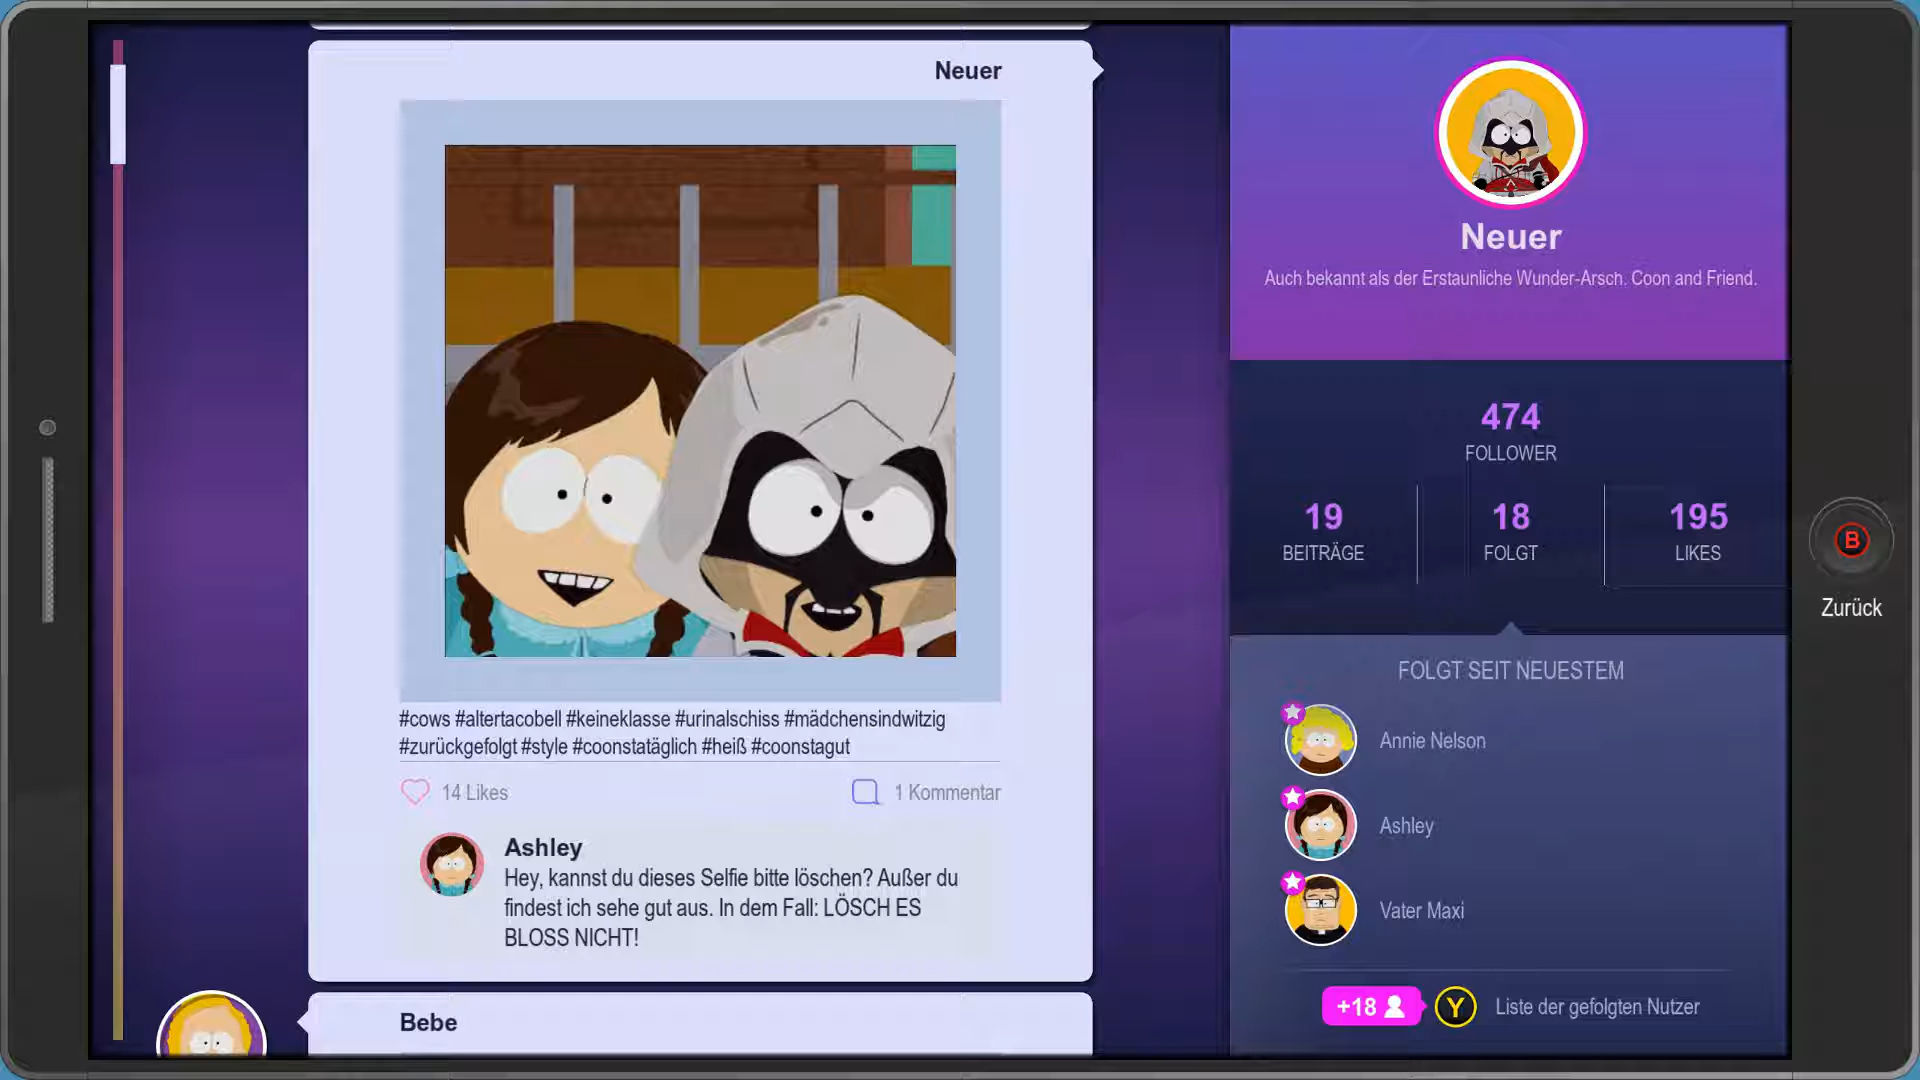 Neuer
#cows #altertacobell #keineklasse #urinalschiss #mädchensindwitzig
#zurückgefolgt #style #coonstatäglich #heiß #coonstagut
14 Likes
1 Kommentar
Ashley
Hey, kannst du dieses Selfie bitte löschen? Außer du
findest ich sehe gut aus. In dem Fall: LÖSCH ES
BLOSS NICHT!
Bebe
Neuer
Auch bekannt als der Erstaunliche Wunder-Arsch. Coon and Friend.
474
FOLLOWER
19
BEITRÄGE
18
FOLGT
195
LIKES
FOLGT SEIT NEUESTEM
Annie Nelson
Ashley
Vater Maxi
+18
Y
Liste der gefolgten Nutzer
B
Zurück